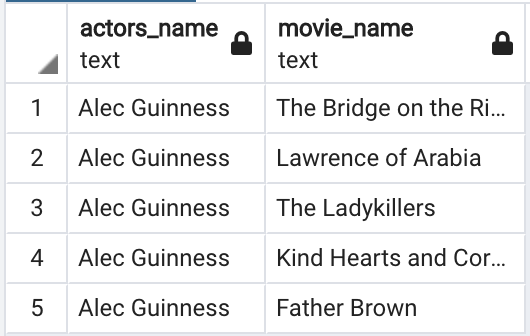 actors_name movie_name
text text
1 Alec Guinness The Bridge on the Ri...
2 Alec Guinness Lawrence of Arabia
3 Alec Guinness The Ladykillers
4 Alec Guinness Kind Hearts and Cor...
5 Alec Guinness Father Brown